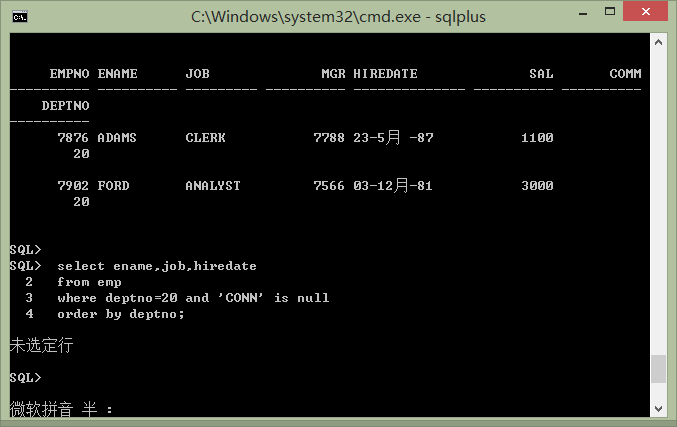 C:\Windows\system32\cmd.exe - sqlplus
EMPNO ENAME JOB MGR HIREDATE SAL COMM
---------- ---------- --------- ---------- -------------- ---------- ----------
DEPTNO
----------
7876 ADAMS CLERK 7788 23-5月 -87 1100
20
7902 FORD ANALYST 7566 03-12月-81 3000
20
SQL>
SQL> select ename,job,hiredate
2 from emp
3 where deptno=20 and 'CONN' is null
4 order by deptno;
未选定行
SQL>
微软拼音 半 :